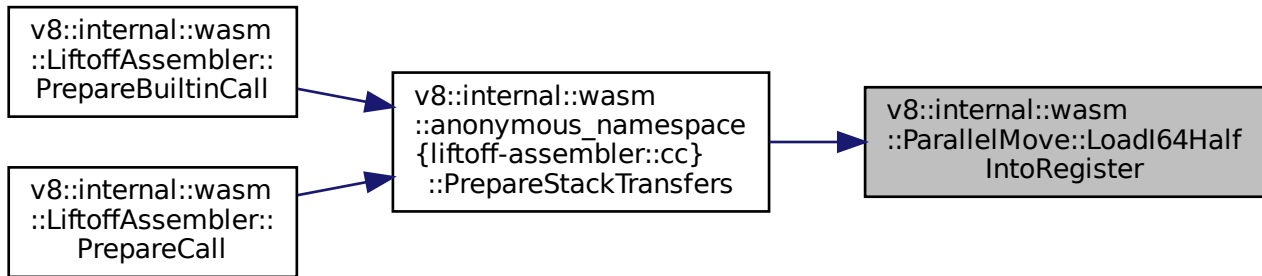 v8::internal::wasm
::LiftoffAssembler::
PrepareBuiltinCall
v8::internal::wasm
::LiftoffAssembler::
PrepareCall
v8::internal::wasm
::anonymous_namespace
{liftoff-assembler::cc}
::PrepareStackTransfers
v8::internal::wasm
::ParallelMove::LoadI64Half
IntoRegister